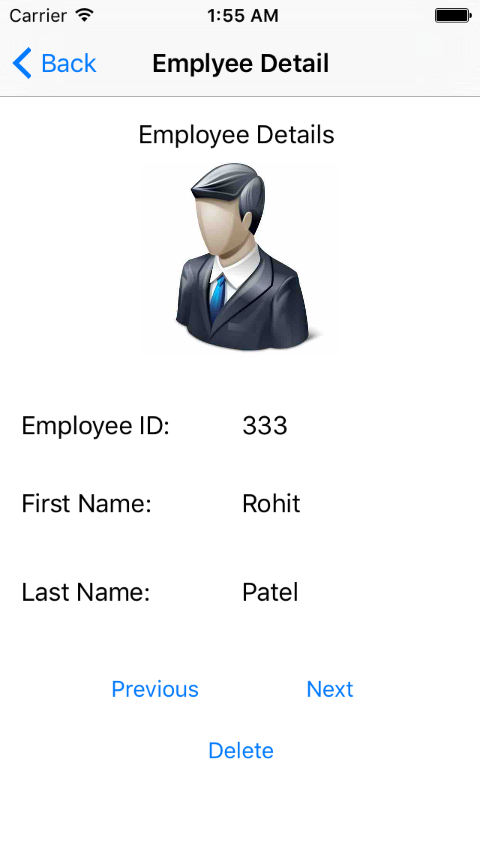 Carrier 1:55 AM
Back Emplyee Detail
Employee Details
Employee ID: 333
First Name: Rohit
Last Name: Patel
Previous Next
Delete